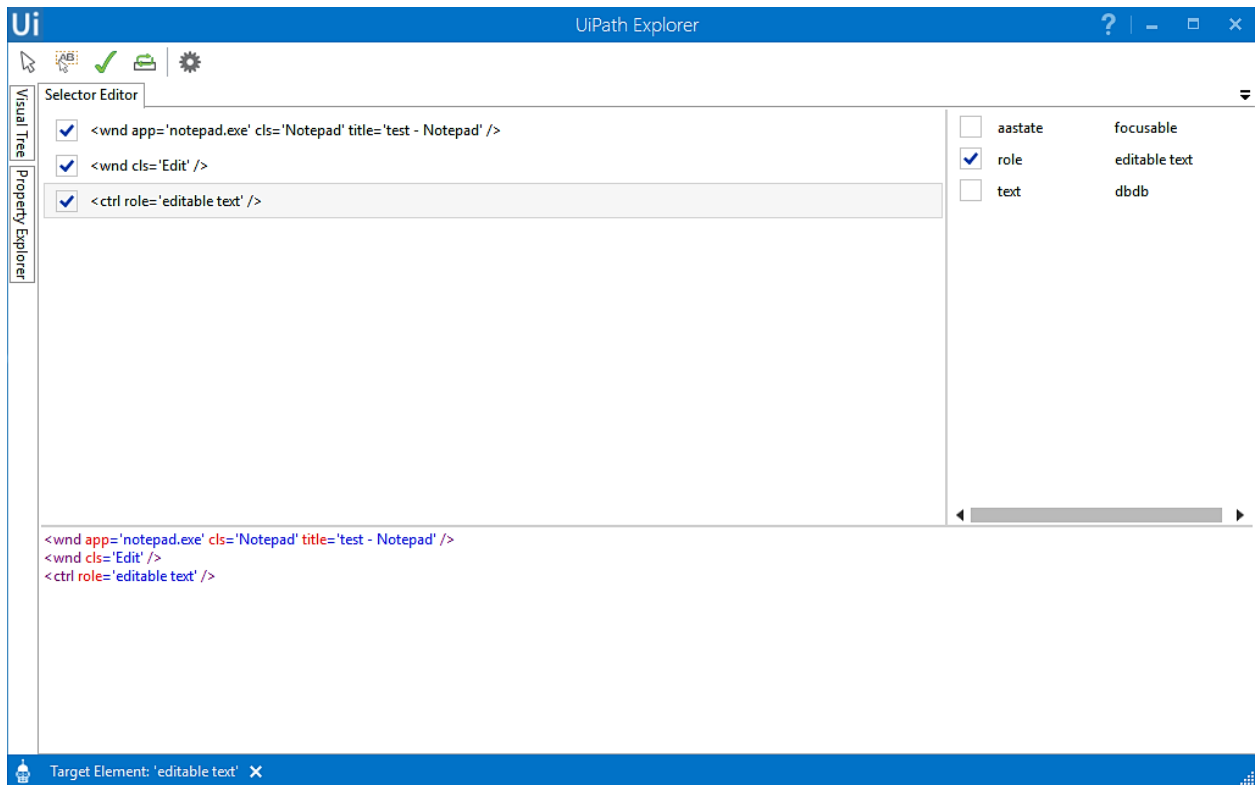 Ui UiPath Explorer ?
AB
Visual Tree
Property Explorer
Selector Editor
<wnd app='notepad.exe' cls='Notepad' title='test - Notepad' />
<wnd cls='Edit' />
<ctrl role='editable text' />
aastate focusable
role editable text
text dbdb
<wnd app='notepad.exe' cls='Notepad' title='test - Notepad' />
<wnd cls='Edit' />
<ctrl role='editable text' />
Target Element: 'editable text'